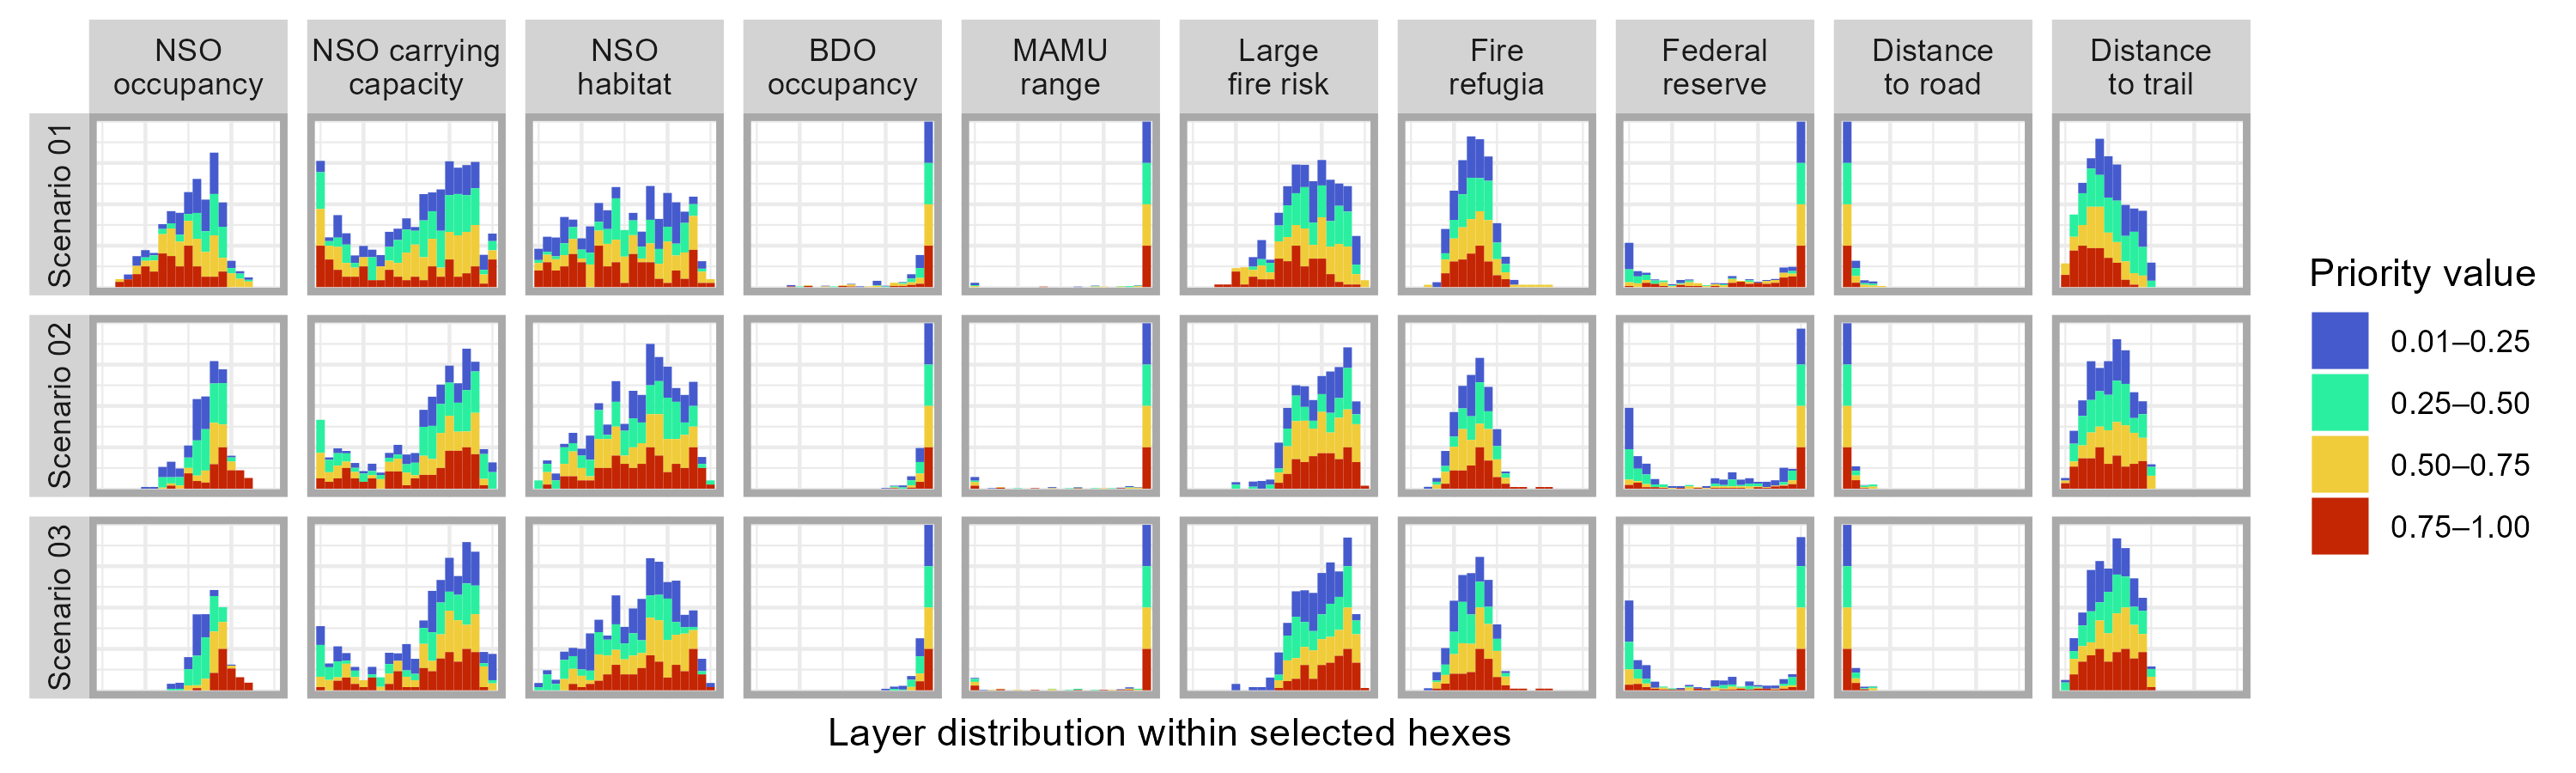 NSO
occupancy
NSO carrying
capacity
NSO
habitat
BDO
occupancy
MAMU
range
Large
fire risk
Fire
refugia
Federal
reserve
Distance
to road
Distance
to trail
Scenario 01
Scenario 02
Scenario 03
Layer distribution within selected hexes
Priority value
0.01–0.25
0.25–0.50
0.50–0.75
0.75–1.00